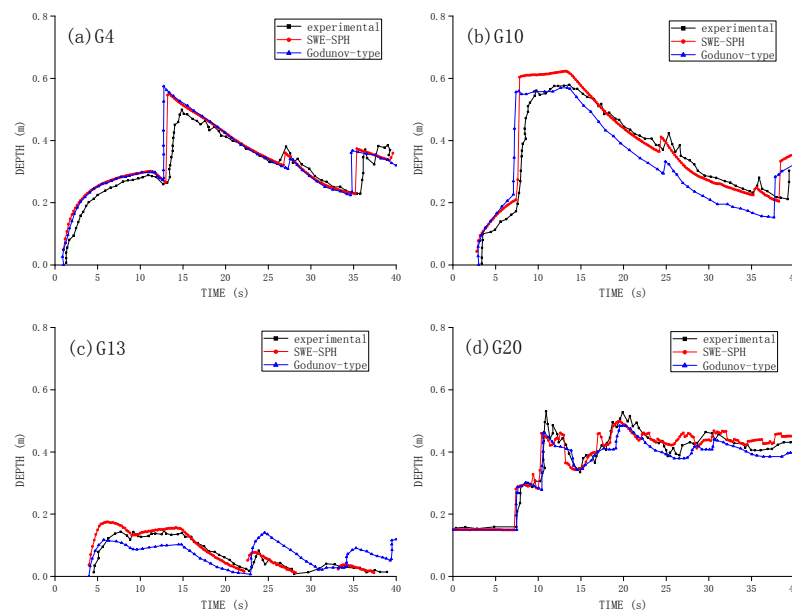 (a)G4
experimental
SWE-SPH
Godunov-type
DEPTH (m)
0.8
0.6
0.4
0.2
0.0
0
5
10
15
20
25
30
35
40
TIME (s)
(b)G10
experimental
SWE-SPH
Godunov-type
DEPTH (m)
0.8
0.6
0.4
0.2
0.0
0
5
10
15
20
25
30
35
40
TIME (s)
(c)G13
experimental
SWE-SPH
Godunov-type
DEPTH (m)
0.8
0.6
0.4
0.2
0.0
0
5
10
15
20
25
30
35
40
TIME (s)
(d)G20
experimental
SWE-SPH
Godunov-type
DEPTH (m)
0.8
0.6
0.4
0.2
0.0
0
5
10
15
20
25
30
35
40
TIME (s)